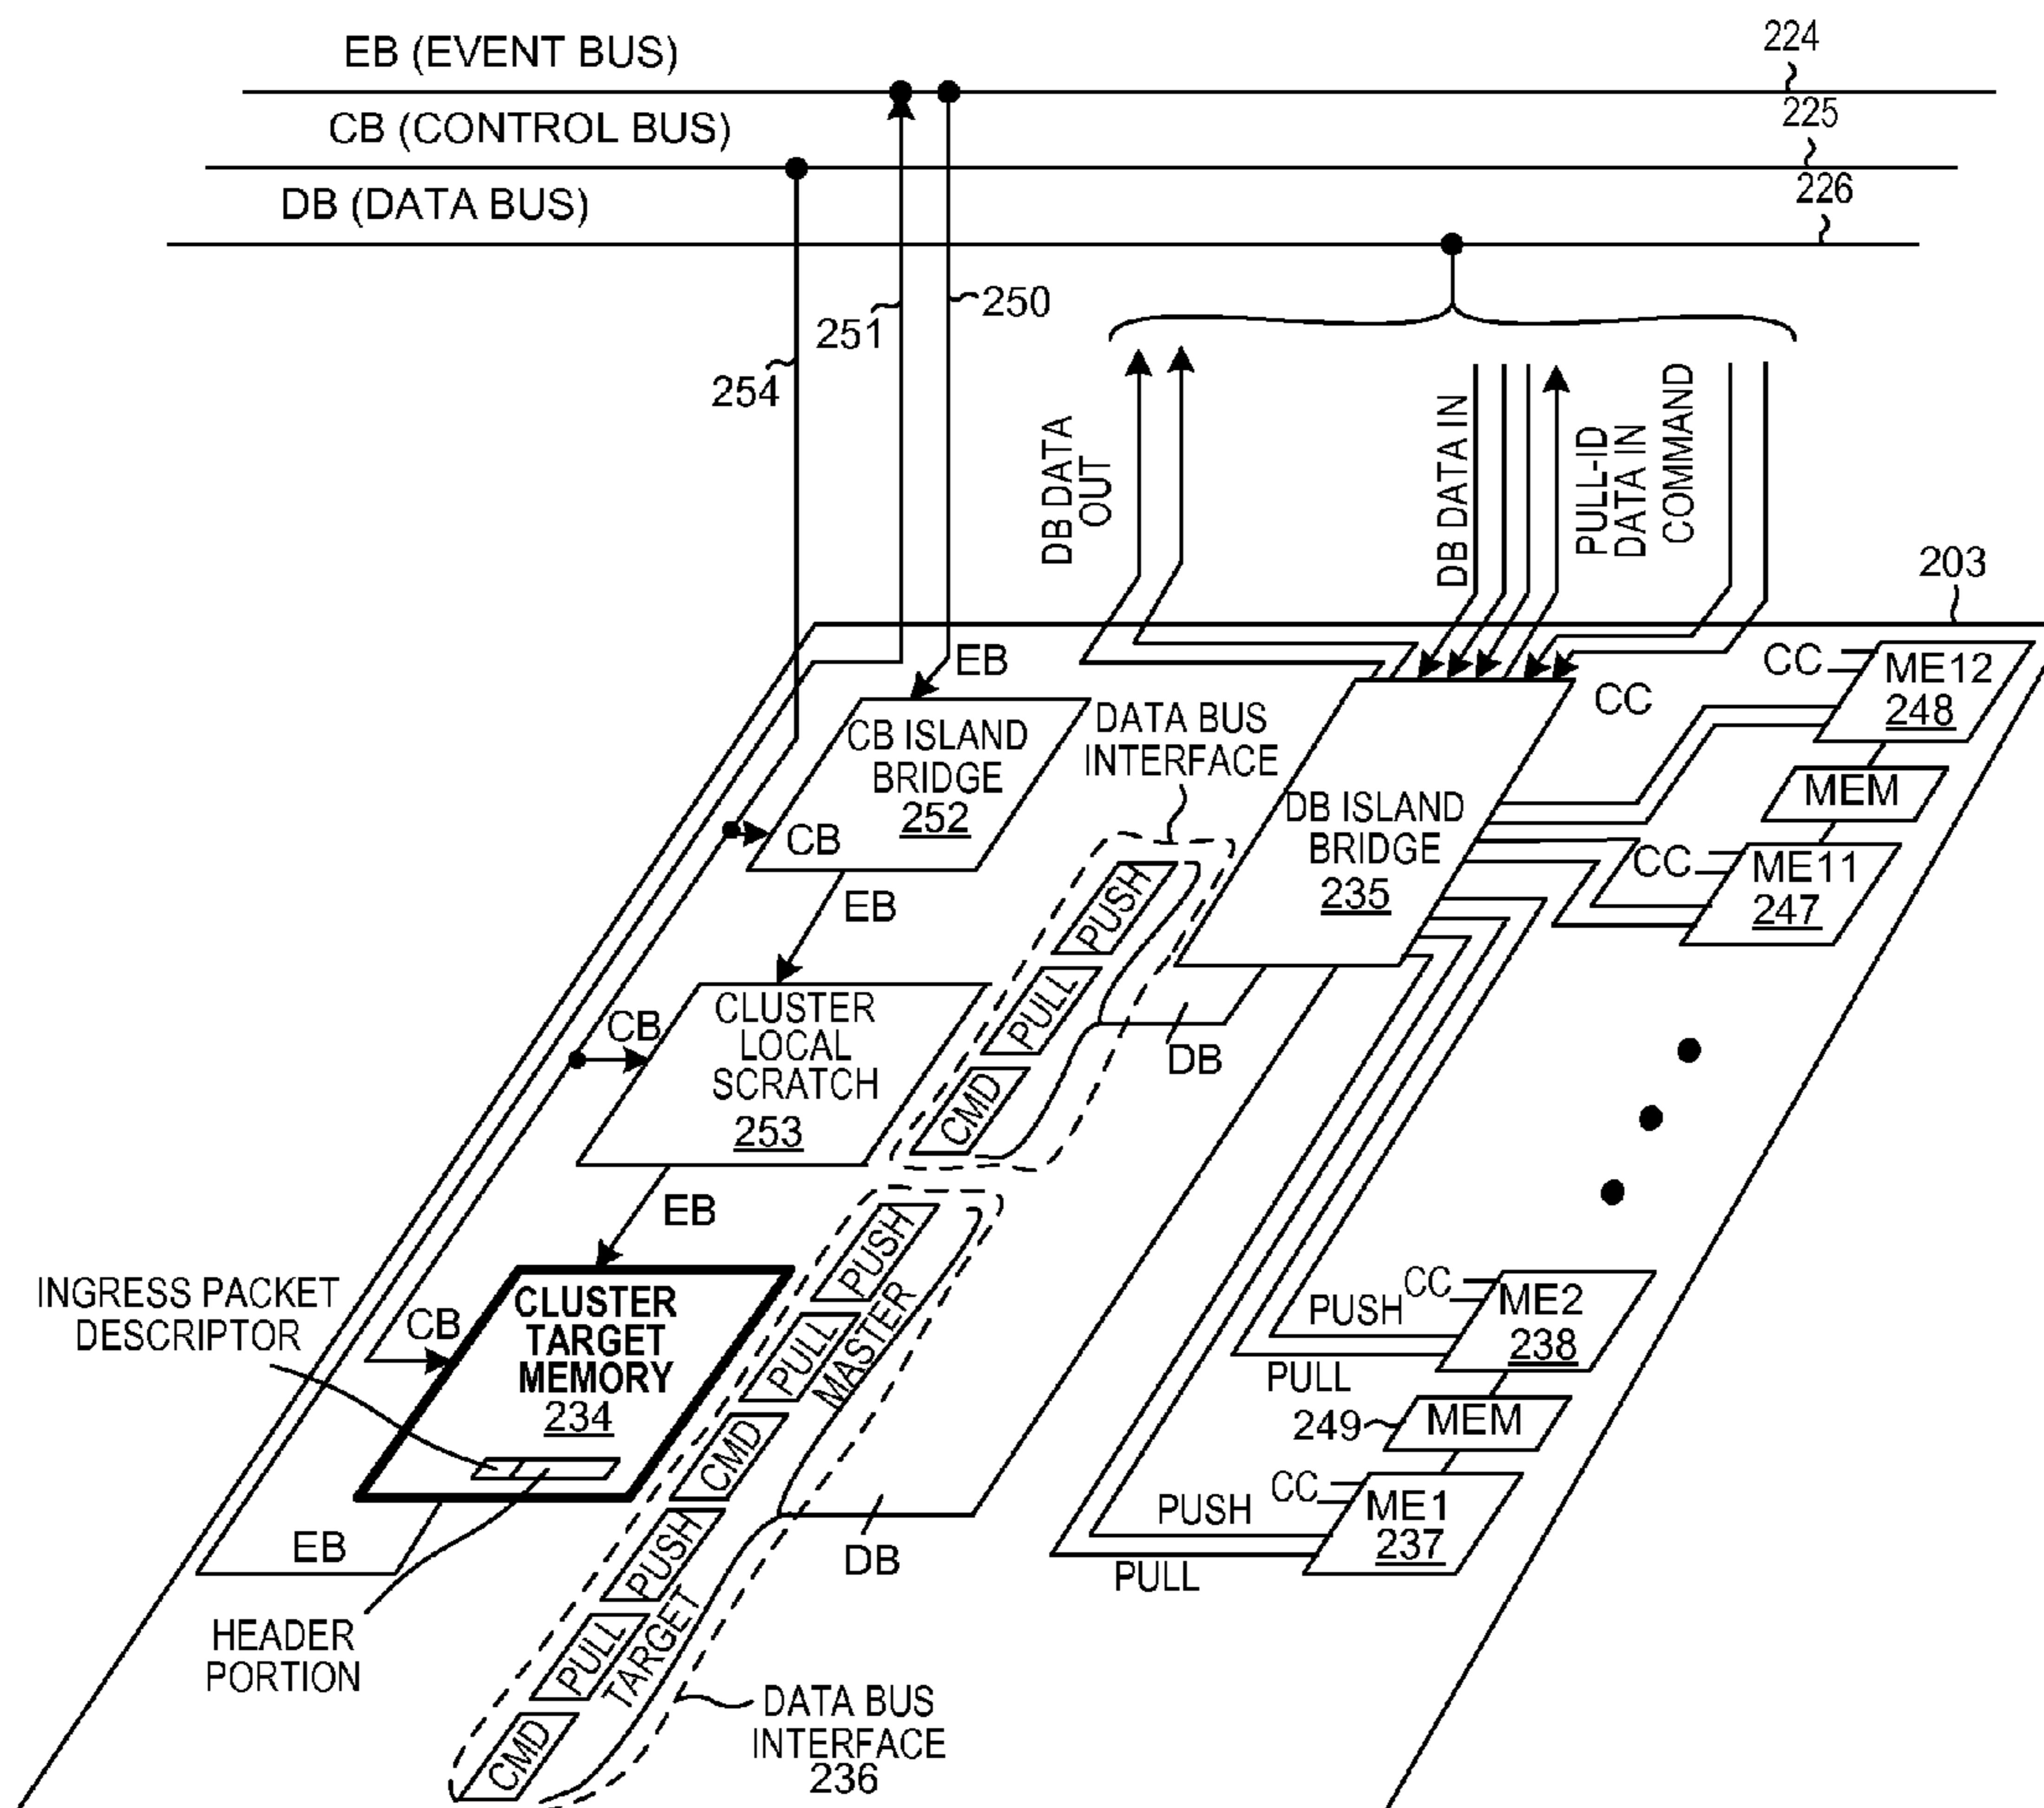 EB (EVENT BUS)
224
CB (CONTROL BUS)
225
DB (DATA BUS)
226
251
250
254
DB DATA
OUT
DB DATA IN
PULL-ID
DATA IN
COMMAND
203
EB
CB ISLAND
BRIDGE
252
CB
EB
DATA BUS
INTERFACE
PUSH
PULL
CMD
DB
DB ISLAND
BRIDGE
235
CC
CC
ME12
248
MEM
CC
ME11
247
CB
CLUSTER
LOCAL
SCRATCH
253
EB
INGRESS PACKET
DESCRIPTOR
CB
CLUSTER
TARGET
MEMORY
234
EB
HEADER
PORTION
PUSH
PULL
CMD
MASTER
DB
PUSH
PULL
CMD
TARGET
DATA BUS
INTERFACE
236
CC
ME2
238
PUSH
PULL
249
MEM
CC
ME1
237
PUSH
PULL